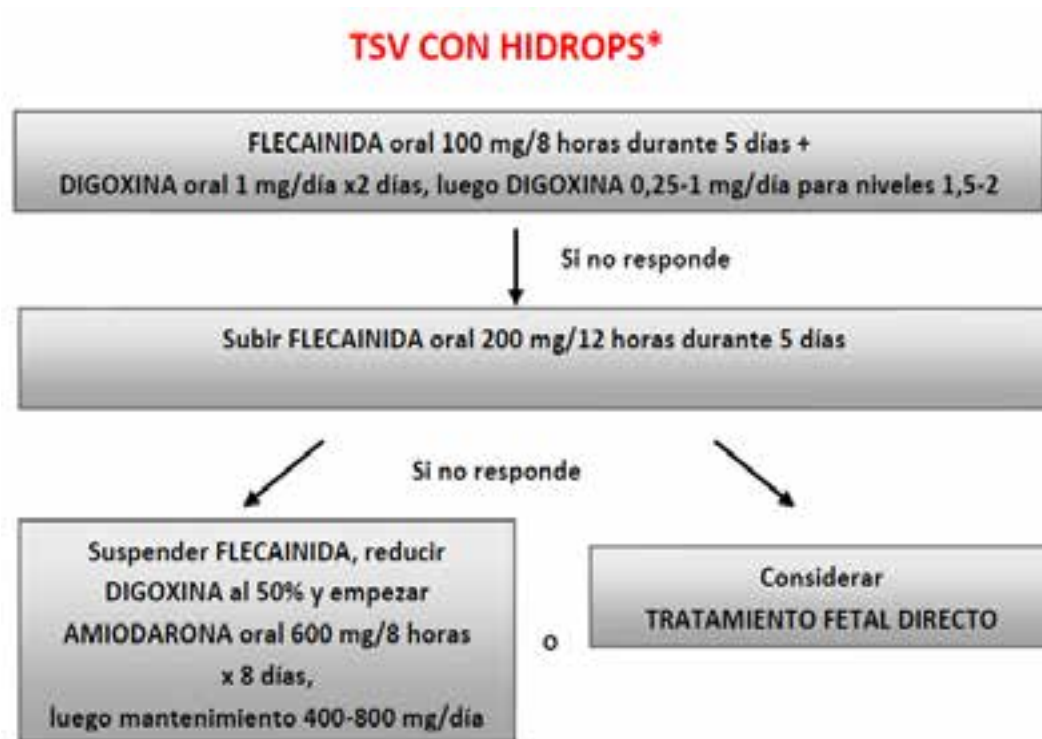 TSV CON HIDROPS*
FLECAINIDA oral 100 mg/8 horas durante 5 días +
DIGOXINA oral 1 mg/día x2 días, luego DIGOXINA 0,25-1 mg/día para niveles 1,5-2
Si no responde
Subir FLECAINIDA oral 200 mg/12 horas durante 5 días
Si no responde
Suspender FLECAINIDA, reducir
DIGOXINA al 50% y empezar
AMIODARONA oral 600 mg/8 horas
x 8 días,
luego mantenimiento 400-800 mg/día
o
Considerar
TRATAMIENTO FETAL DIRECTO